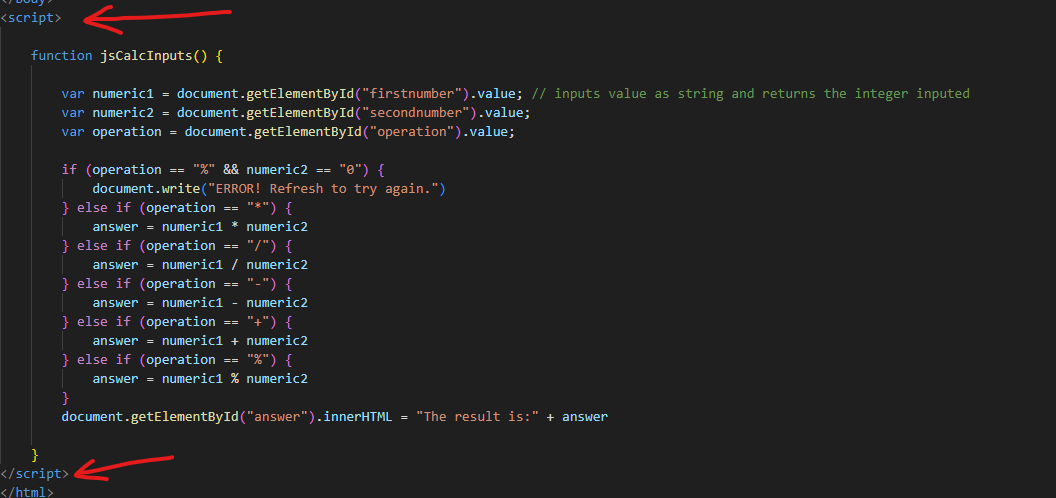 </body>
<script>
function jsCalcInputs() {
var numeric1 = document.getElementById("firstnumber").value; // inputs value as string and returns the integer inputed
var numeric2 = document.getElementById("secondnumber").value;
var operation = document.getElementById("operation").value;
if (operation == "%" && numeric2 == "0") {
document.write("ERROR! Refresh to try again.")
} else if (operation == "*") {
answer = numeric1 * numeric2
} else if (operation == "/") {
answer = numeric1 / numeric2
} else if (operation == "-") {
answer = numeric1 - numeric2
} else if (operation == "+") {
answer = numeric1 + numeric2
} else if (operation == "%") {
answer = numeric1 % numeric2
}
document.getElementById("answer").innerHTML = "The result is:" + answer
}
</script>
</html>